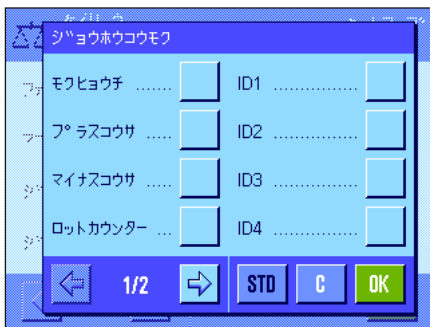 ジョウホウコウモク
モクヒョウチ ....... ID1 ................
プラスコウサ ..... ID2 ................
マイナスコウサ ..... ID3 ................
ロットカウンター ... ID4 ................
1/2 STD C OK